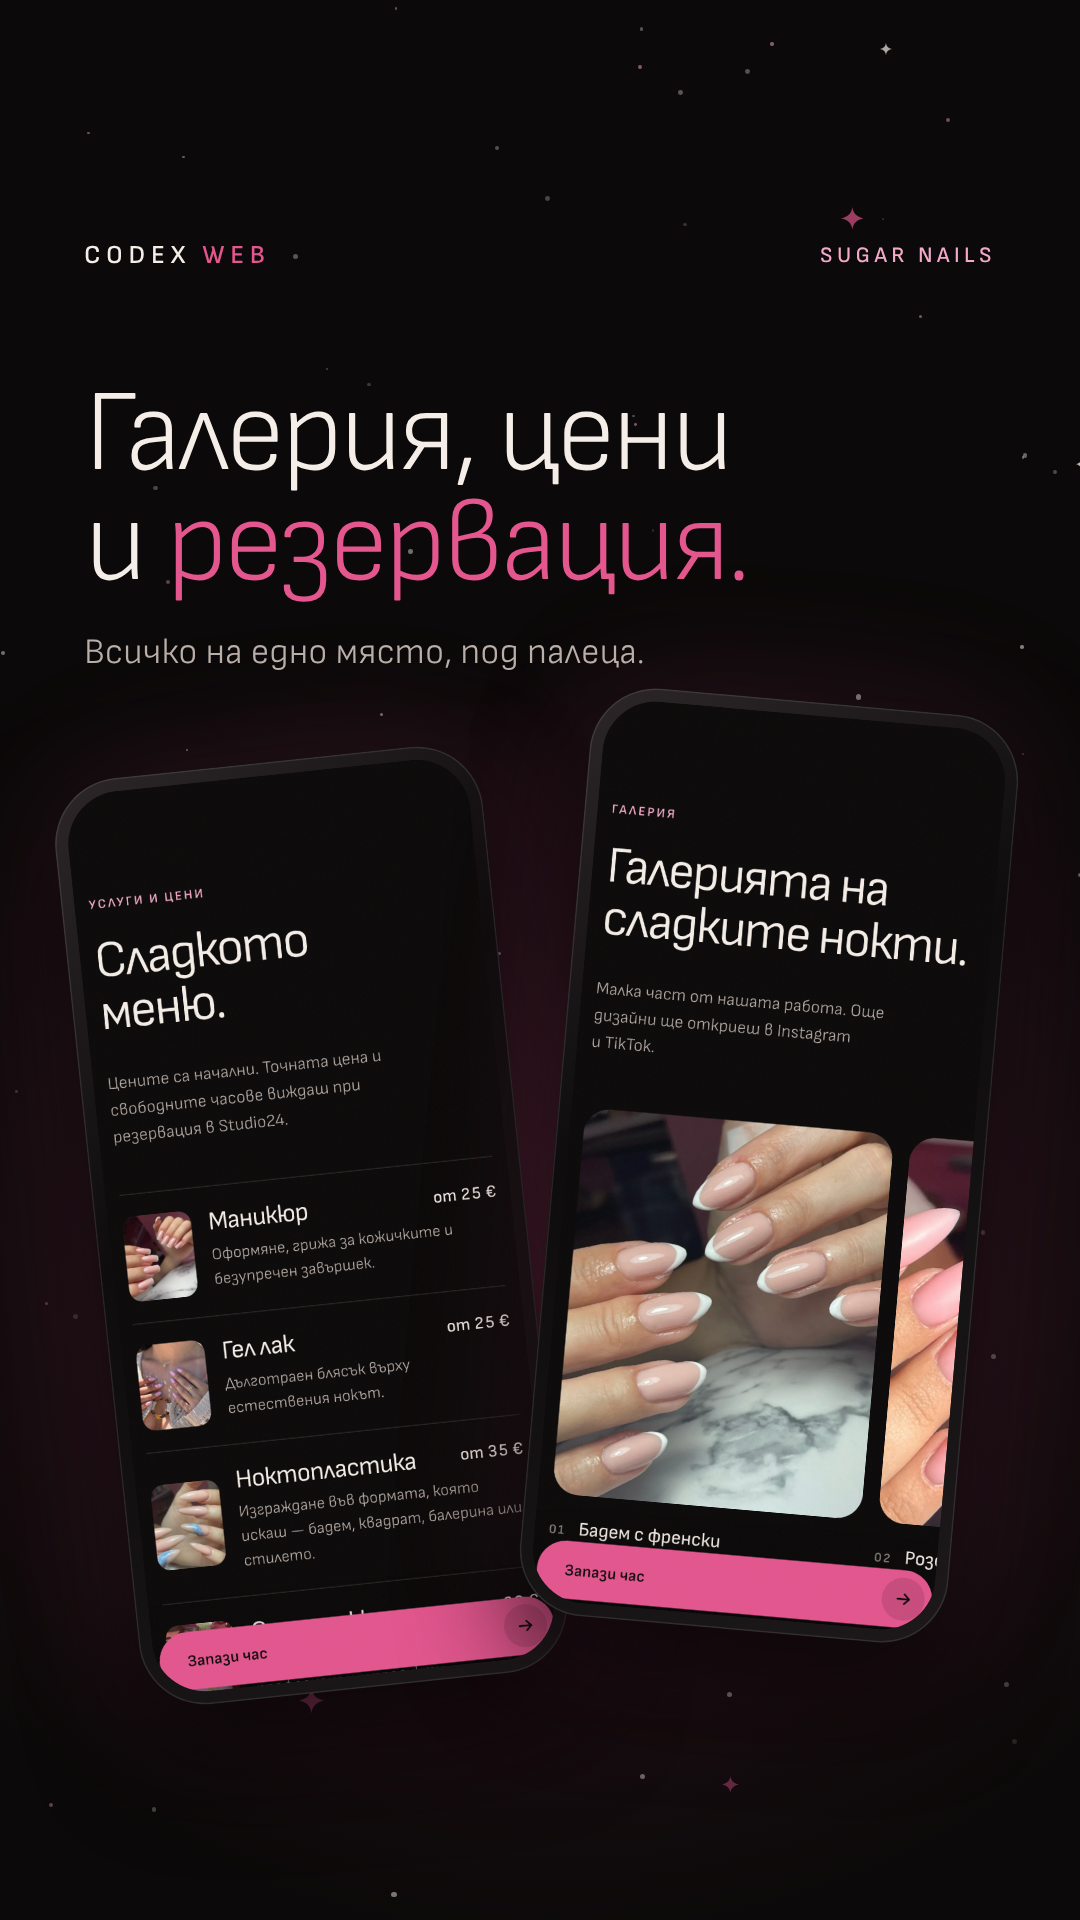 CODEX WEB
SUGAR NAILS
Галерия, цени
и резервация.
Всичко на едно място, под палеца.
УСЛУГИ И ЦЕНИ
Сладкото
меню.
Цените са начални. Точната цена и
свободните часове виждаш при
резервация в Studio24.
Маникюр
от 25 €
Оформяне, грижа за кожичките и
безупречен завършек.
Гел лак
от 25 €
Дълготраен блясък върху
естествения нокът.
Ноктопластика
от 35 €
Изграждане във формата, която
искаш — бадем, квадрат, балерина или
стилето.
Запази час
ГАЛЕРИЯ
Галерията на
сладките нокти.
Малка част от нашата работа. Още
дизайни ще откриеш в Instagram
и TikTok.
01 Бадем с френски
02
Запази час